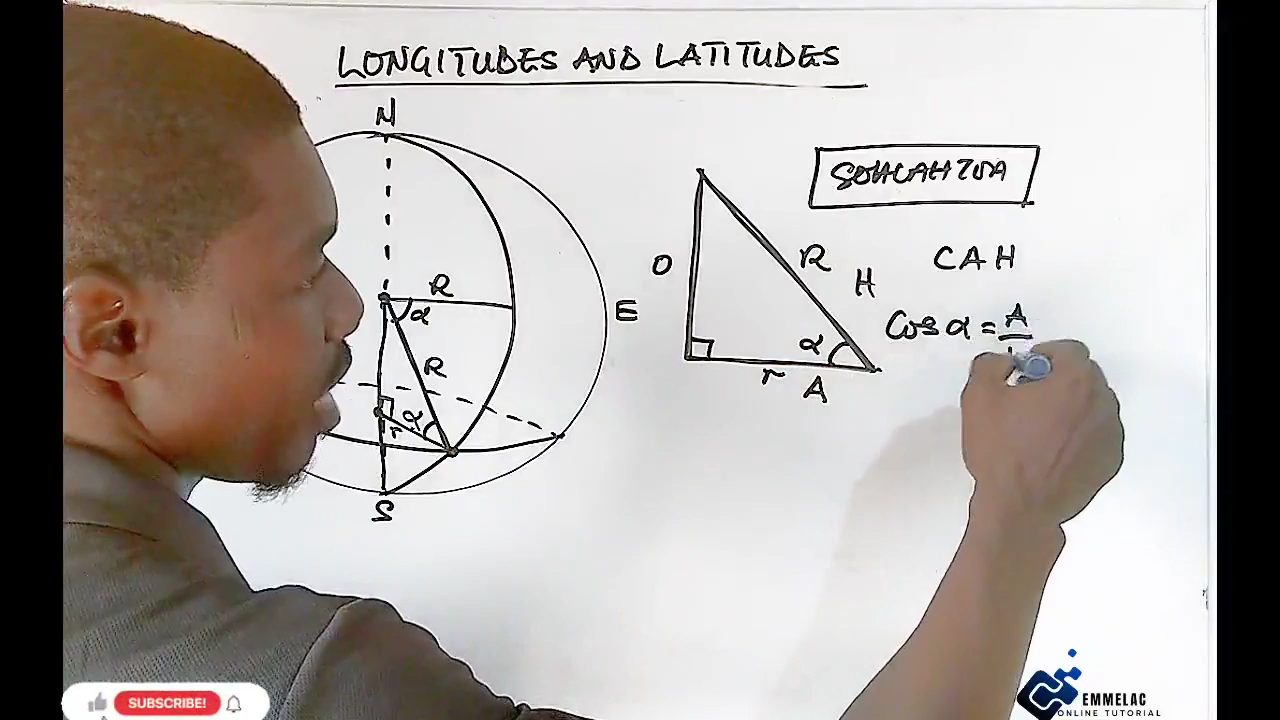 LONGITUDES AND LATITUDES
N
SOHCAHTOA
O
R
H
CAH
R
α
E
Cos α = A
R
α
r
α
r
A
S
SUBSCRIBE!
EMMELAC
ONLINE TUTORIAL